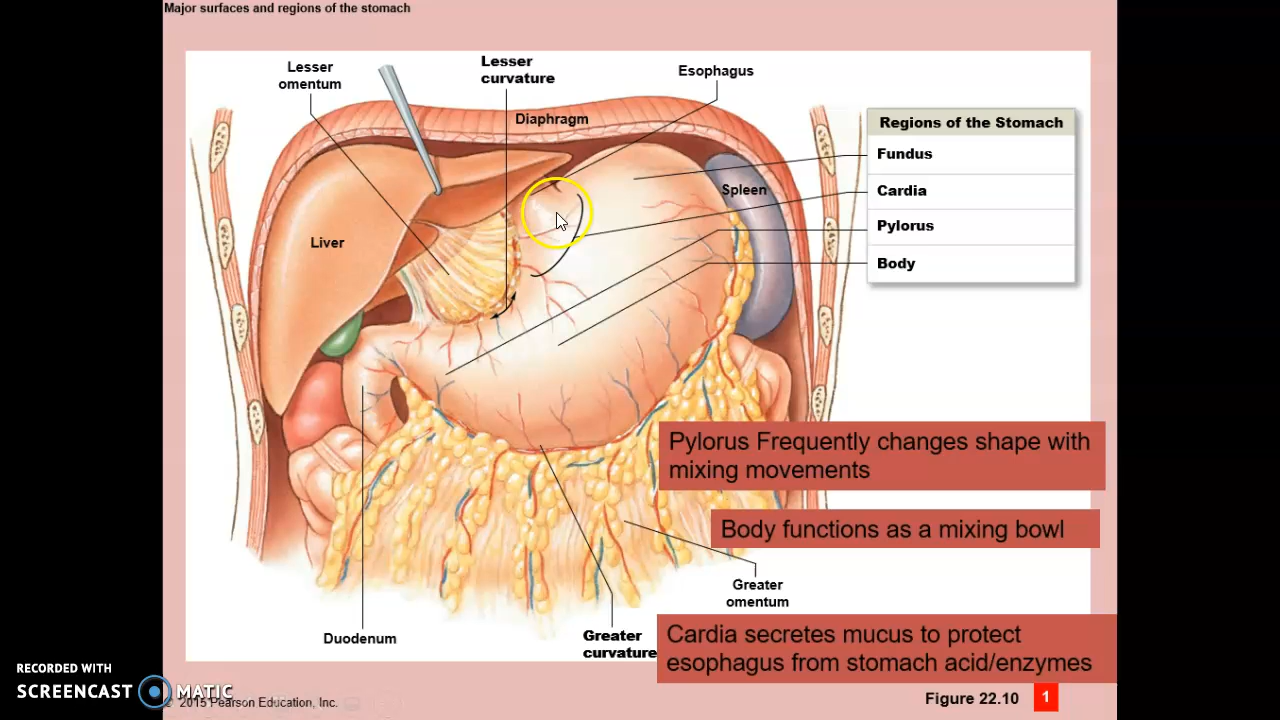 Major surfaces and regions of the stomach
Lesser
omentum
Lesser
curvature
Esophagus
Diaphragm
Regions of the Stomach
Fundus
Cardia
Pylorus
Body
Spleen
Liver
Pylorus Frequently changes shape with
mixing movements
Body functions as a mixing bowl
Greater
omentum
Duodenum
Greater
curvature
Cardia secretes mucus to protect
esophagus from stomach acid/enzymes
RECORDED WITH
SCREENCAST MATIC
© 2015 Pearson Education, Inc.
Figure 22.10
1